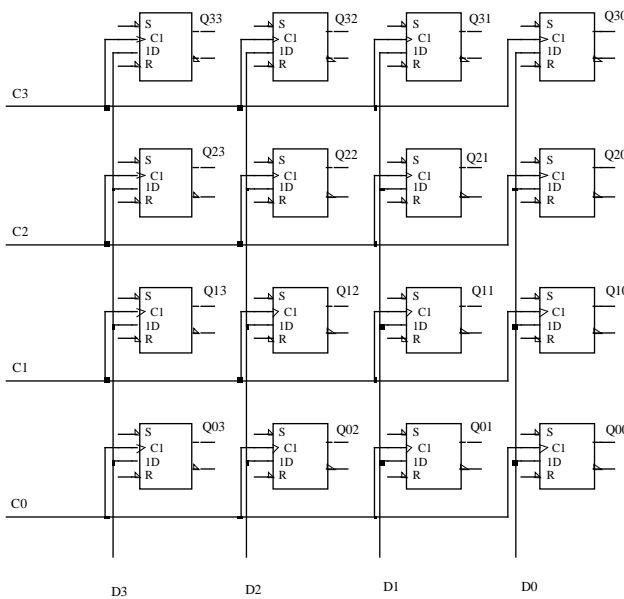 S Q33 S Q32 S Q31 S Q30
C1 C1 C1 C1
1D 1D 1D 1D
R R R R
C3
S Q23 S Q22 S Q21 S Q20
C1 C1 C1 C1
1D 1D 1D 1D
R R R R
C2
S Q13 S Q12 S Q11 S Q10
C1 C1 C1 C1
1D 1D 1D 1D
R R R R
C1
S Q03 S Q02 S Q01 S Q00
C1 C1 C1 C1
1D 1D 1D 1D
R R R R
C0
D3 D2 D1 D0